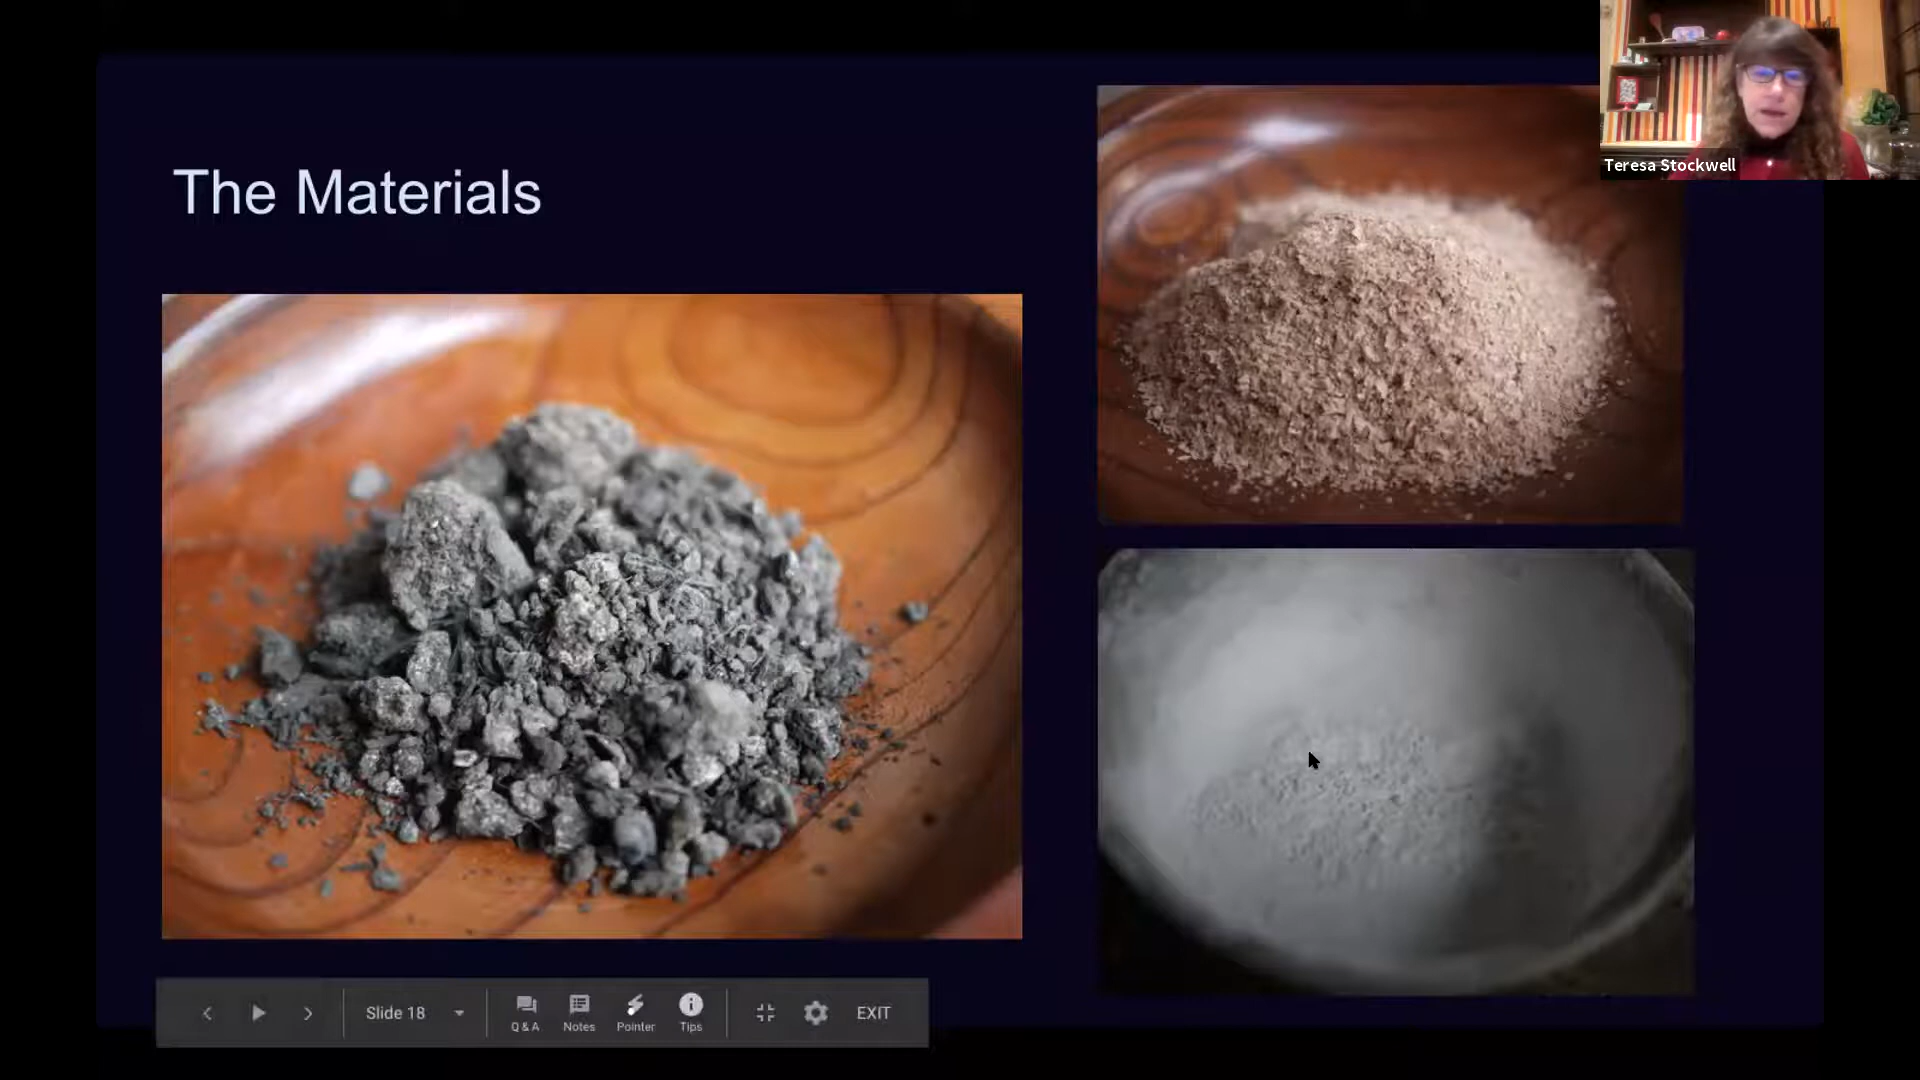 Teresa Stockwell
The Materials
Slide 18
Q & A
Notes
Pointer
Tips
EXIT